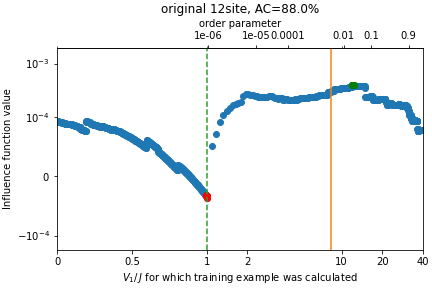 original 12site, AC=88.0%
order parameter
1e-06 1e-05 0.0001 0.01 0.1 0.9
Influence function value
10⁻³
10⁻⁴
0
−10⁻⁴
0 0.5 1 2 10 20 40
V₁/J for which training example was calculated